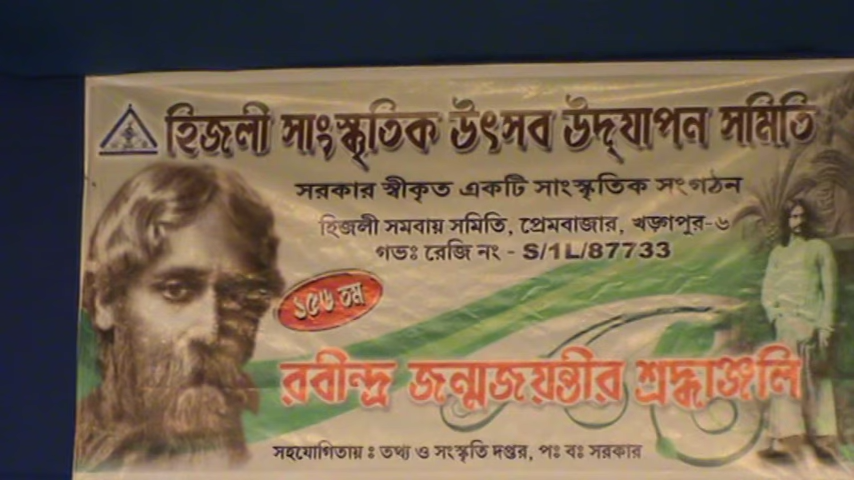 হিজলী সাংস্কৃতিক উৎসব উদ্‌যাপন সমিতি
সরকার স্বীকৃত একটি সাংস্কৃতিক সংগঠন
হিজলী সমবায় সমিতি, প্রেমবাজার, খড়্গপুর-৬
গভঃ রেজি নং - S/1L/87733
১৫৬ তম
রবীন্দ্র জন্মজয়ন্তীর শ্রদ্ধাঞ্জলি
সহযোগিতায় ঃ তথ্য ও সংস্কৃতি দপ্তর, পঃ বঃ সরকার